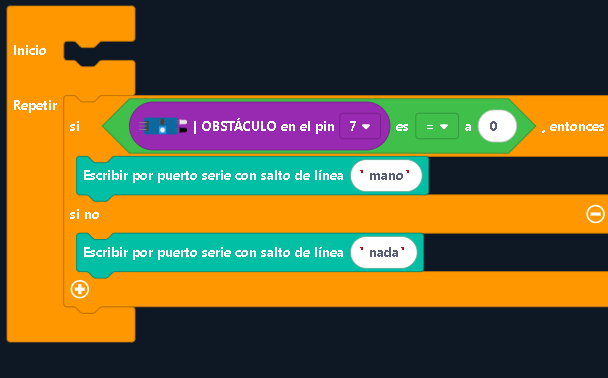 Inicio
Repetir
si | OBSTÁCULO en el pin 7 es = a 0 , entonces
Escribir por puerto serie con salto de línea " mano "
si no
Escribir por puerto serie con salto de línea " nada "